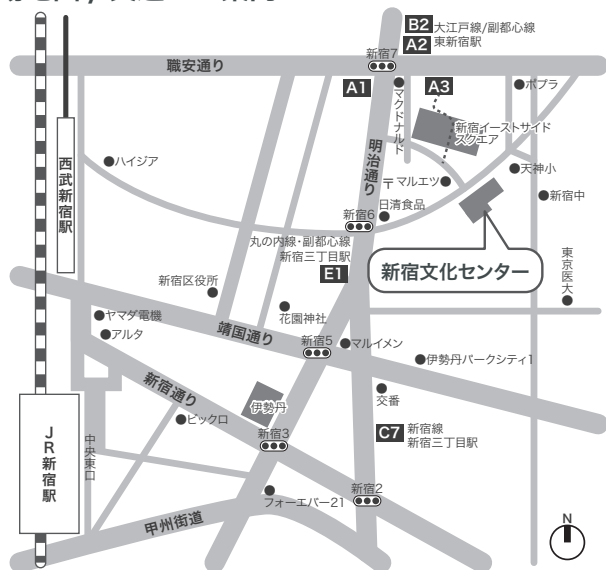 B2 大江戸線/副都心線
A2 東新宿駅
新宿7
職安通り
A1
A3
ポプラ
マクドナルド
新宿イーストサイド
スクエア
明治通り
ハイジア
天神小
〒マルエツ
新宿中
西武新宿駅
日清食品
新宿6
丸の内線・副都心線
新宿三丁目駅
E1
新宿文化センター
東京医大
新宿区役所
花園神社
ヤマダ電機
アルタ
靖国通り
新宿5
マルイメン
伊勢丹パークシティ1
新宿通り
伊勢丹
交番
ビックロ
C7 新宿線
新宿三丁目駅
新宿3
JR新宿駅
中央東口
フォーエバー21
新宿2
甲州街道
N